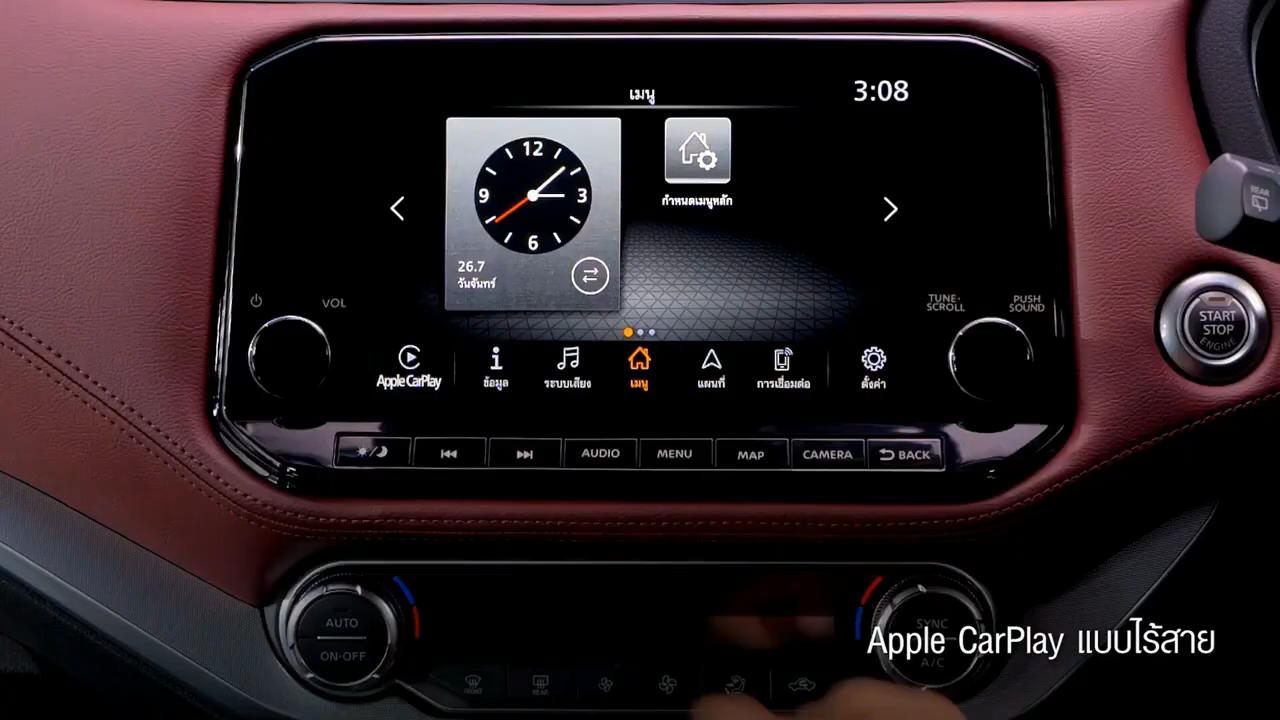 เมนู
3:08
12
9
3
6
26.7
วันจันทร์
กำหนดเมนูหลัก
VOL
TUNE·
SCROLL
PUSH
SOUND
Apple CarPlay
ข้อมูล
ระบบเสียง
เมนู
แผนที่
การเชื่อมต่อ
ตั้งค่า
AUDIO
MENU
MAP
CAMERA
BACK
REAR
START
STOP
ENGINE
AUTO
ON·OFF
SYNC
A/C
FRONT
REAR
Apple CarPlay แบบไร้สาย